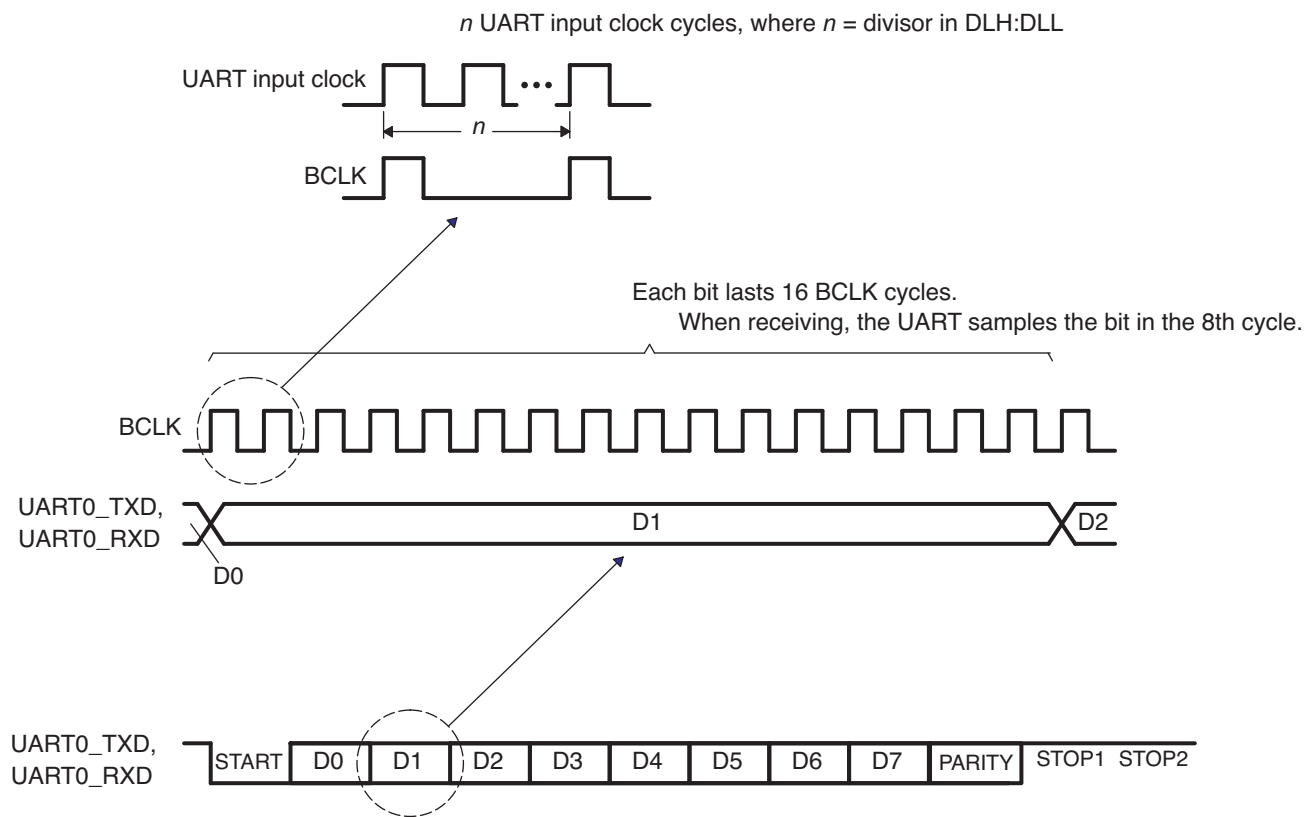 n UART input clock cycles, where n = divisor in DLH:DLL
UART input clock
n
BCLK
Each bit lasts 16 BCLK cycles.
When receiving, the UART samples the bit in the 8th cycle.
BCLK
UART0_TXD,
UART0_RXD
D1
D2
D0
UART0_TXD,
UART0_RXD
START D0 D1 D2 D3 D4 D5 D6 D7 PARITY STOP1 STOP2